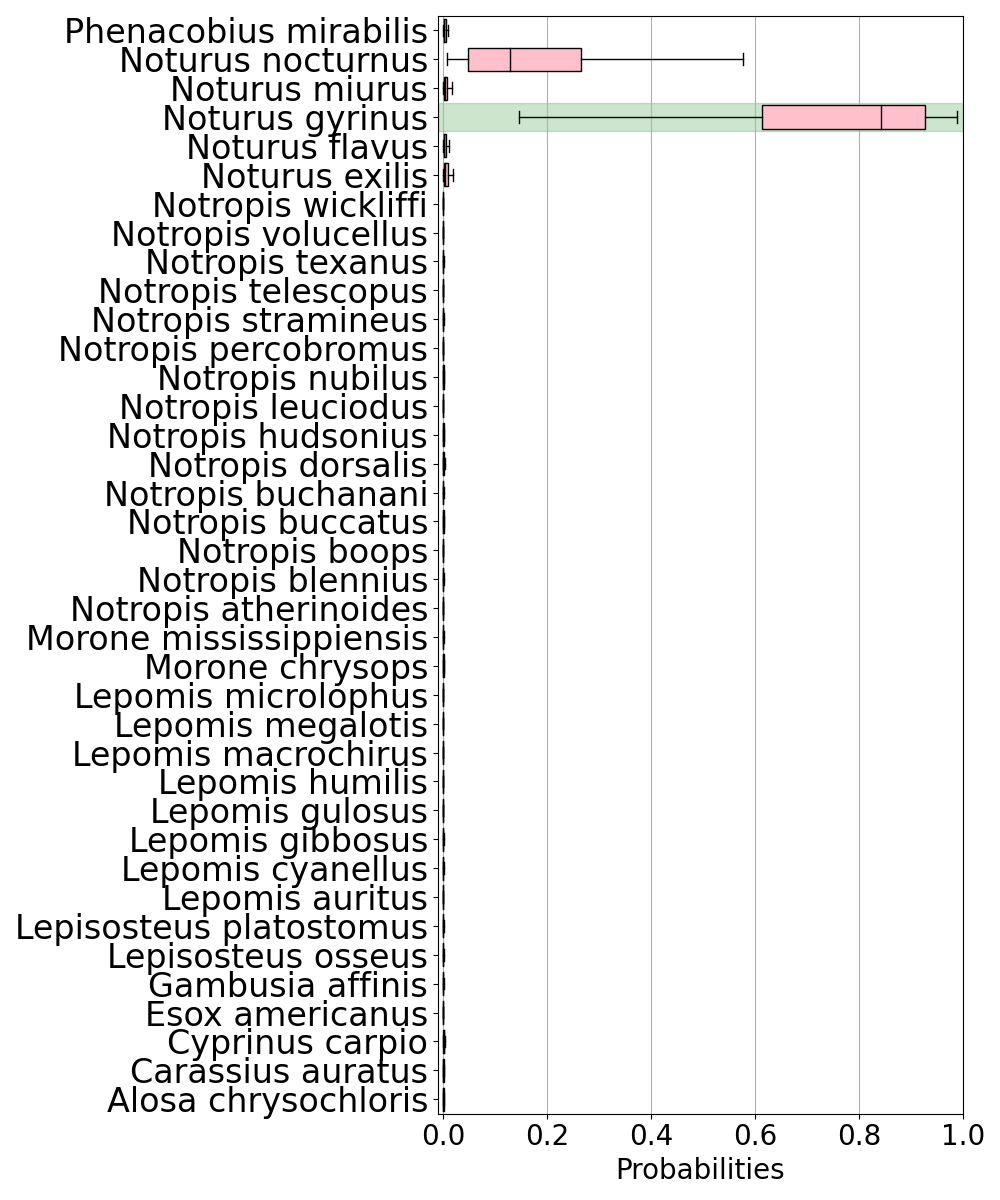 Phenacobius mirabilis
Noturus nocturnus
Noturus miurus
Noturus gyrinus
Noturus flavus
Noturus exilis
Notropis wickliffi
Notropis volucellus
Notropis texanus
Notropis telescopus
Notropis stramineus
Notropis percobromus
Notropis nubilus
Notropis leuciodus
Notropis hudsonius
Notropis dorsalis
Notropis buchanani
Notropis buccatus
Notropis boops
Notropis blennius
Notropis atherinoides
Morone mississippiensis
Morone chrysops
Lepomis microlophus
Lepomis megalotis
Lepomis macrochirus
Lepomis humilis
Lepomis gulosus
Lepomis gibbosus
Lepomis cyanellus
Lepomis auritus
Lepisosteus platostomus
Lepisosteus osseus
Gambusia affinis
Esox americanus
Cyprinus carpio
Carassius auratus
Alosa chrysochloris
0.0 0.2 0.4 0.6 0.8 1.0
Probabilities